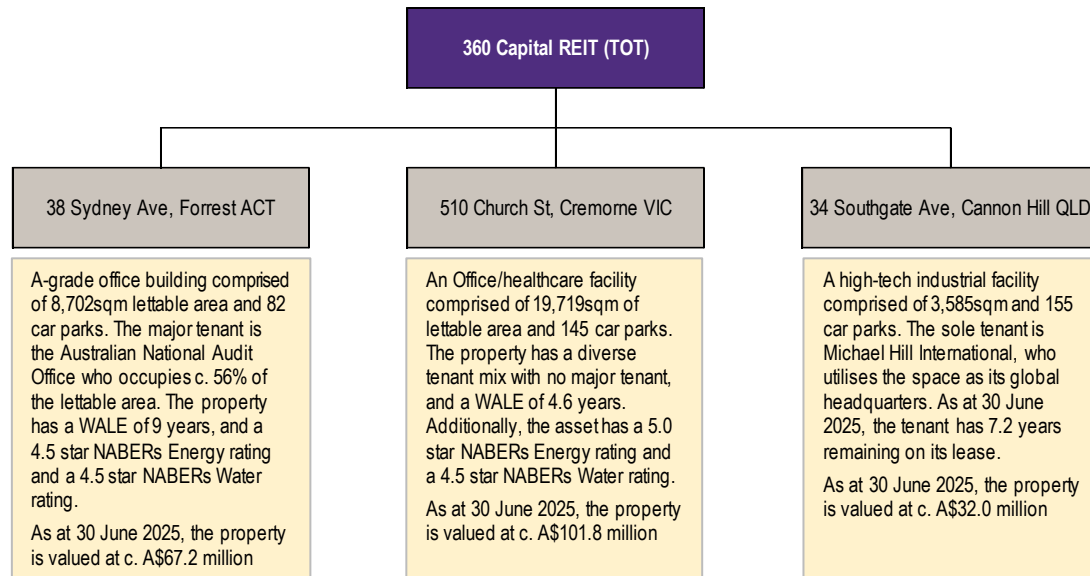 360 Capital REIT (TOT)
38 Sydney Ave, Forrest ACT
A-grade office building comprised
of 8,702sqm lettable area and 82
car parks. The major tenant is
the Australian National Audit
Office who occupies c. 56% of
the lettable area. The property
has a WALE of 9 years, and a
4.5 star NABERs Energy rating
and a 4.5 star NABERs Water
rating.
As at 30 June 2025, the property
is valued at c. A$67.2 million
510 Church St, Cremorne VIC
An Office/healthcare facility
comprised of 19,719sqm of
lettable area and 145 car parks.
The property has a diverse
tenant mix with no major tenant,
and a WALE of 4.6 years.
Additionally, the asset has a 5.0
star NABERs Energy rating and
a 4.5 star NABERs Water rating.
As at 30 June 2025, the property
is valued at c. A$101.8 million
34 Southgate Ave, Cannon Hill QLD
A high-tech industrial facility
comprised of 3,585sqm and 155
car parks. The sole tenant is
Michael Hill International, who
utilises the space as its global
headquarters. As at 30 June
2025, the tenant has 7.2 years
remaining on its lease.
As at 30 June 2025, the property
is valued at c. A$32.0 million